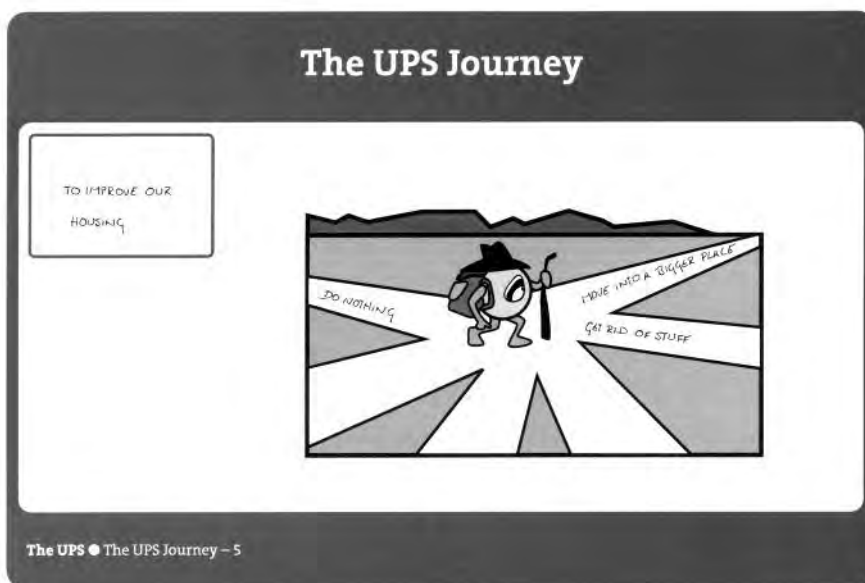 The UPS Journey
TO IMPROVE OUR
HOUSING
DO NOTHING
MOVE INTO A BIGGER PLACE
GET RID OF STUFF
The UPS ● The UPS Journey – 5